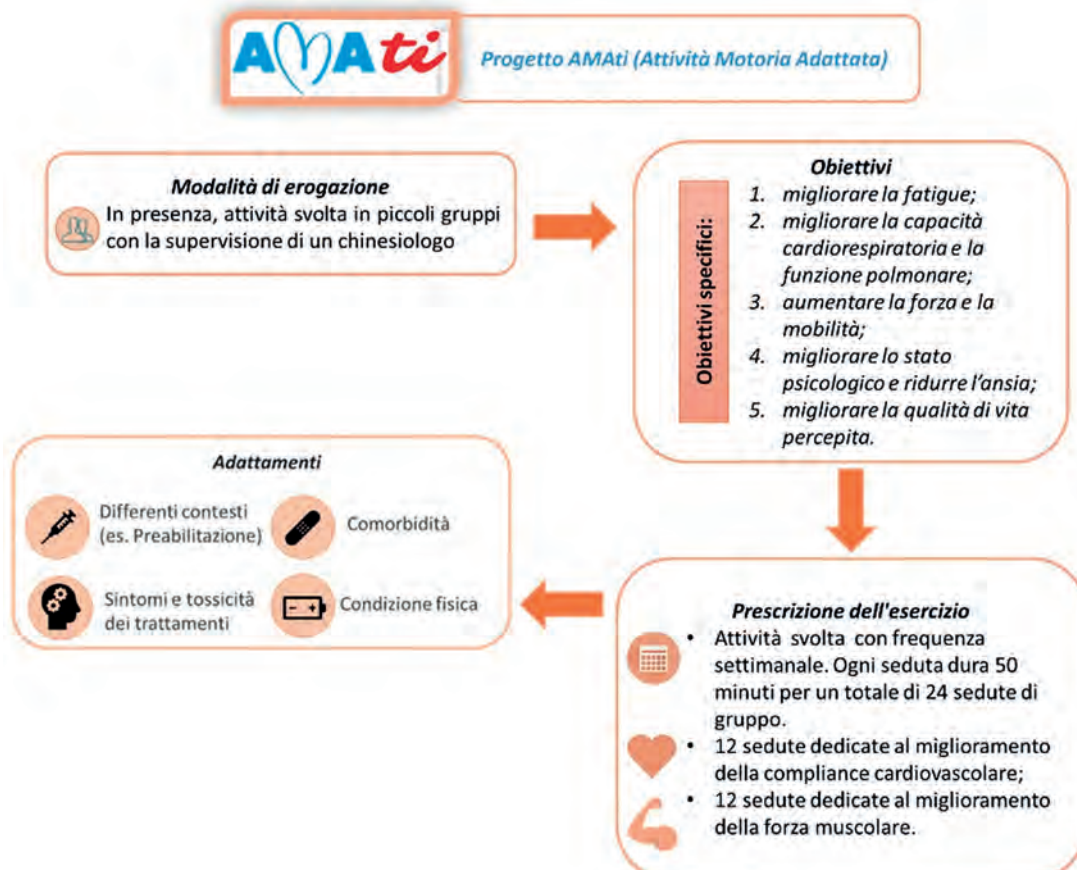 AMAti
Progetto AMAti (Attività Motoria Adattata)
Modalità di erogazione
In presenza, attività svolta in piccoli gruppi
con la supervisione di un chinesiologo
Obiettivi
Obiettivi specifici:
1. migliorare la fatigue;
2. migliorare la capacità
cardiorespiratoria e la
funzione polmonare;
3. aumentare la forza e la
mobilità;
4. migliorare lo stato
psicologico e ridurre l'ansia;
5. migliorare la qualità di vita
percepita.
Prescrizione dell'esercizio
• Attività svolta con frequenza
settimanale. Ogni seduta dura 50
minuti per un totale di 24 sedute di
gruppo.
• 12 sedute dedicate al miglioramento
della compliance cardiovascolare;
• 12 sedute dedicate al miglioramento
della forza muscolare.
Adattamenti
Differenti contesti
(es. Preabilitazione)
Comorbidità
Sintomi e tossicità
dei trattamenti
Condizione fisica